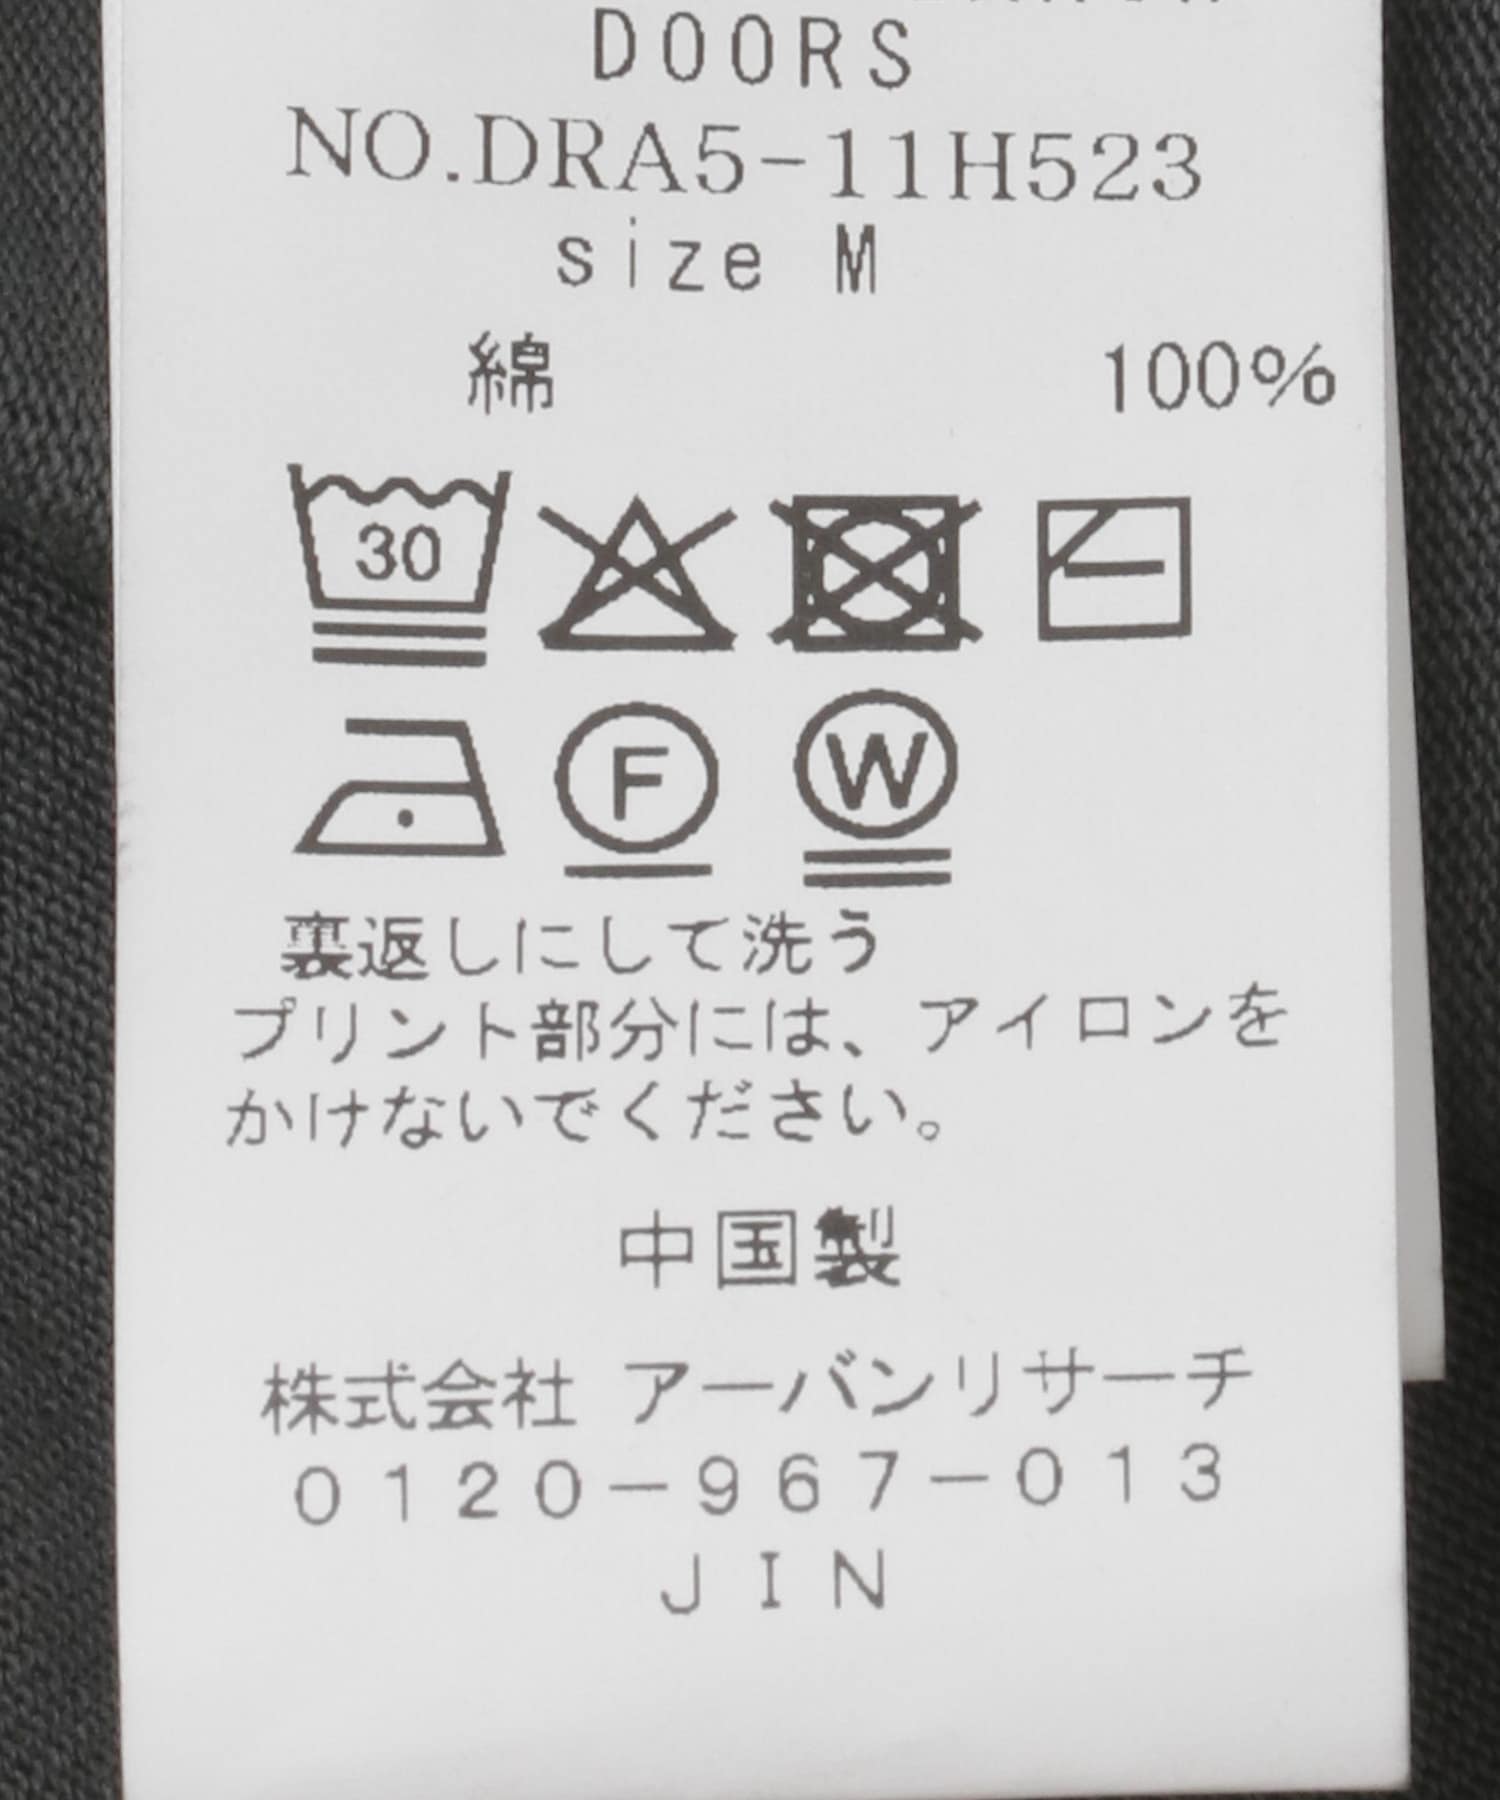 DOORS
NO.DRA5-11H523
size M
綿 100%
30
F W
裏返しにして洗う
プリント部分には、アイロンを
かけないでください。
中国製
株式会社 アーバンリサーチ
0120-967-013
JIN